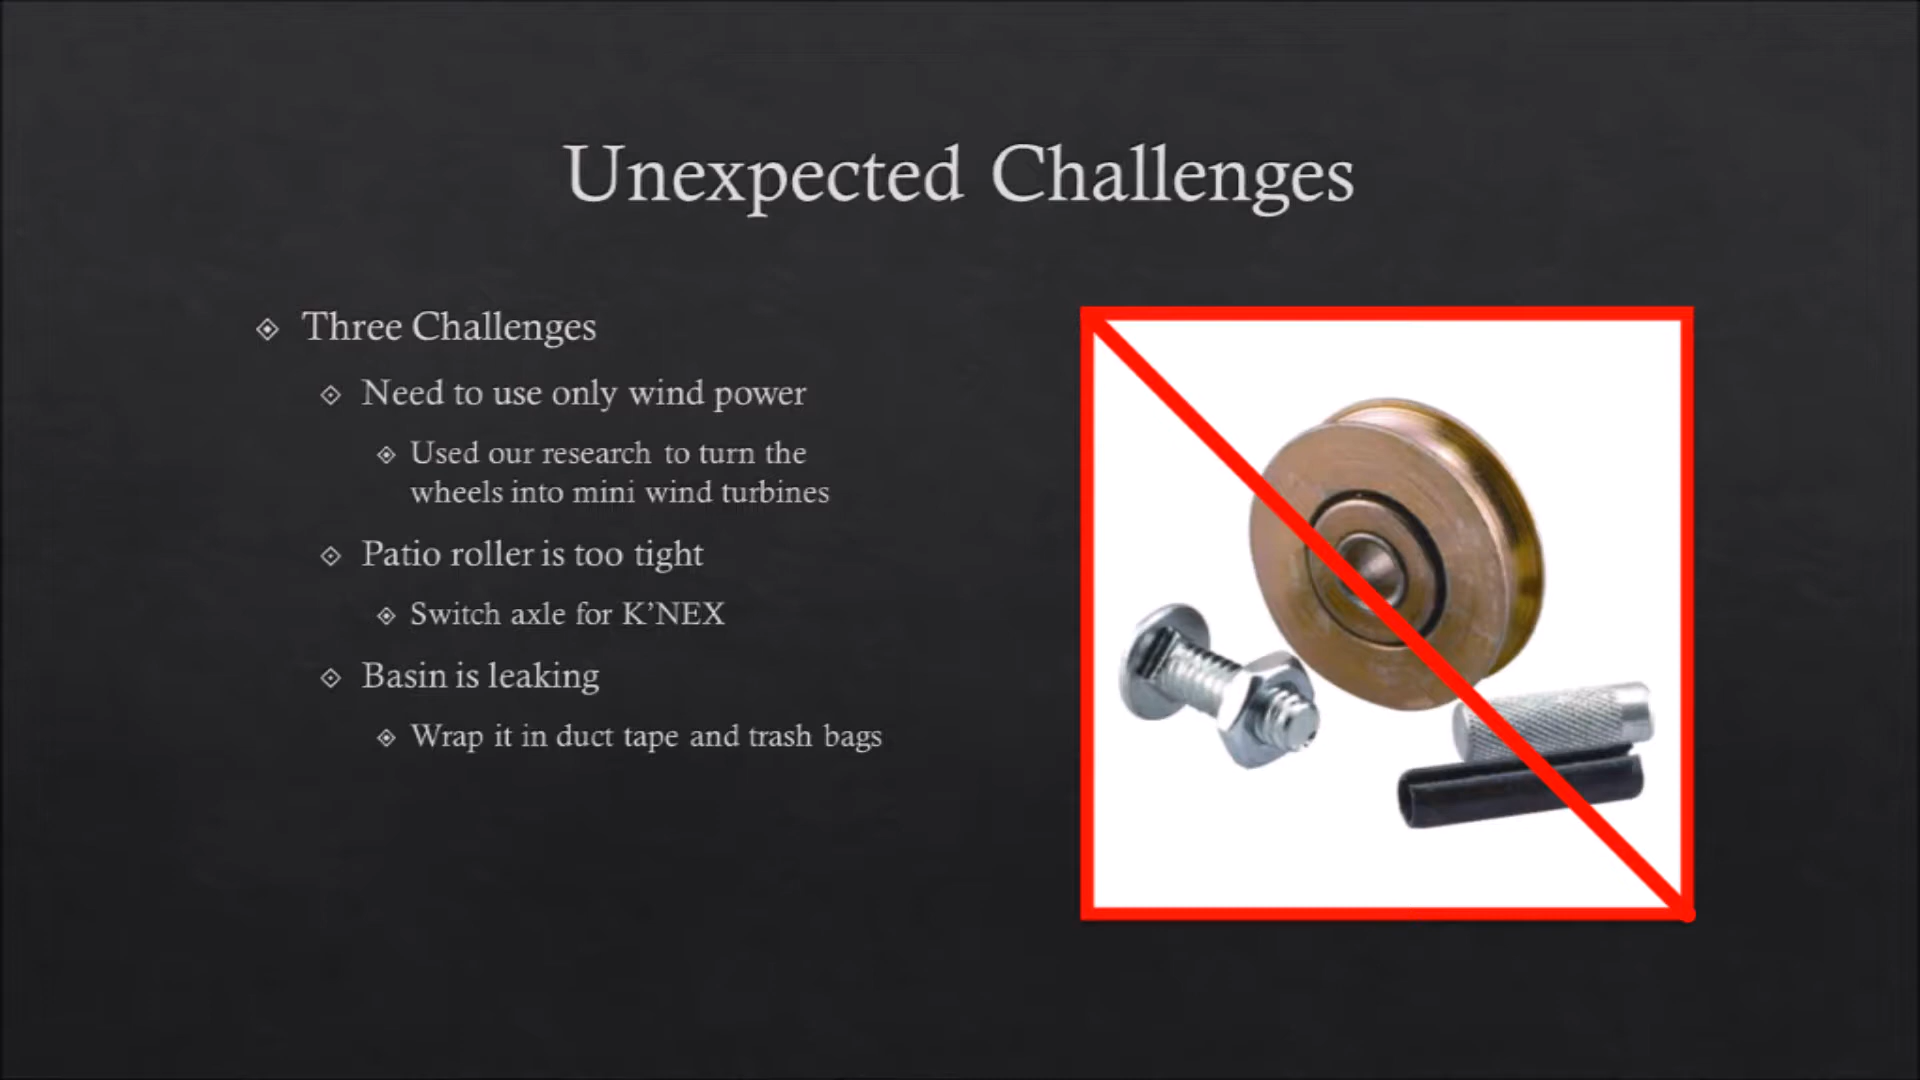 Unexpected Challenges
Three Challenges
Need to use only wind power
Used our research to turn the
wheels into mini wind turbines
Patio roller is too tight
Switch axle for K’NEX
Basin is leaking
Wrap it in duct tape and trash bags